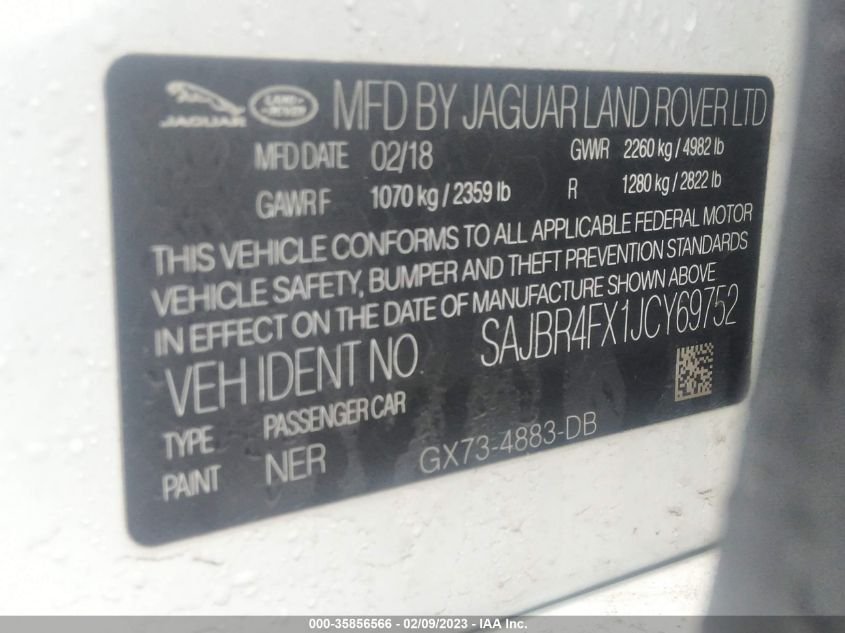 JAGUAR LAND ROVER MFD BY JAGUAR LAND ROVER LTD
MFD DATE 02/18 GVWR 2260 kg / 4982 lb
GAWR F 1070 kg / 2359 lb R 1280 kg / 2822 lb
THIS VEHICLE CONFORMS TO ALL APPLICABLE FEDERAL MOTOR
VEHICLE SAFETY, BUMPER AND THEFT PREVENTION STANDARDS
IN EFFECT ON THE DATE OF MANUFACTURE SHOWN ABOVE
VEH IDENT NO. SAJBR4FX1JCY69752
TYPE PASSENGER CAR
PAINT NER GX73-4883-DB
000-35856566 - 02/09/2023 - IAA Inc.